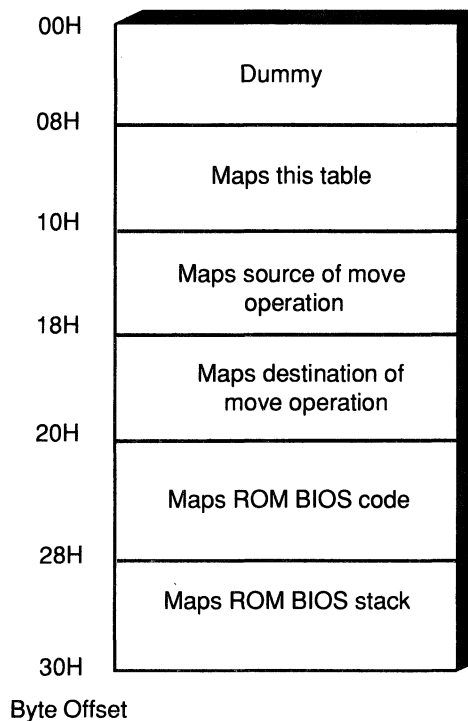 00H
Dummy
08H
Maps this table
10H
Maps source of move
operation
18H
Maps destination of
move operation
20H
Maps ROM BIOS code
28H
Maps ROM BIOS stack
30H
Byte Offset